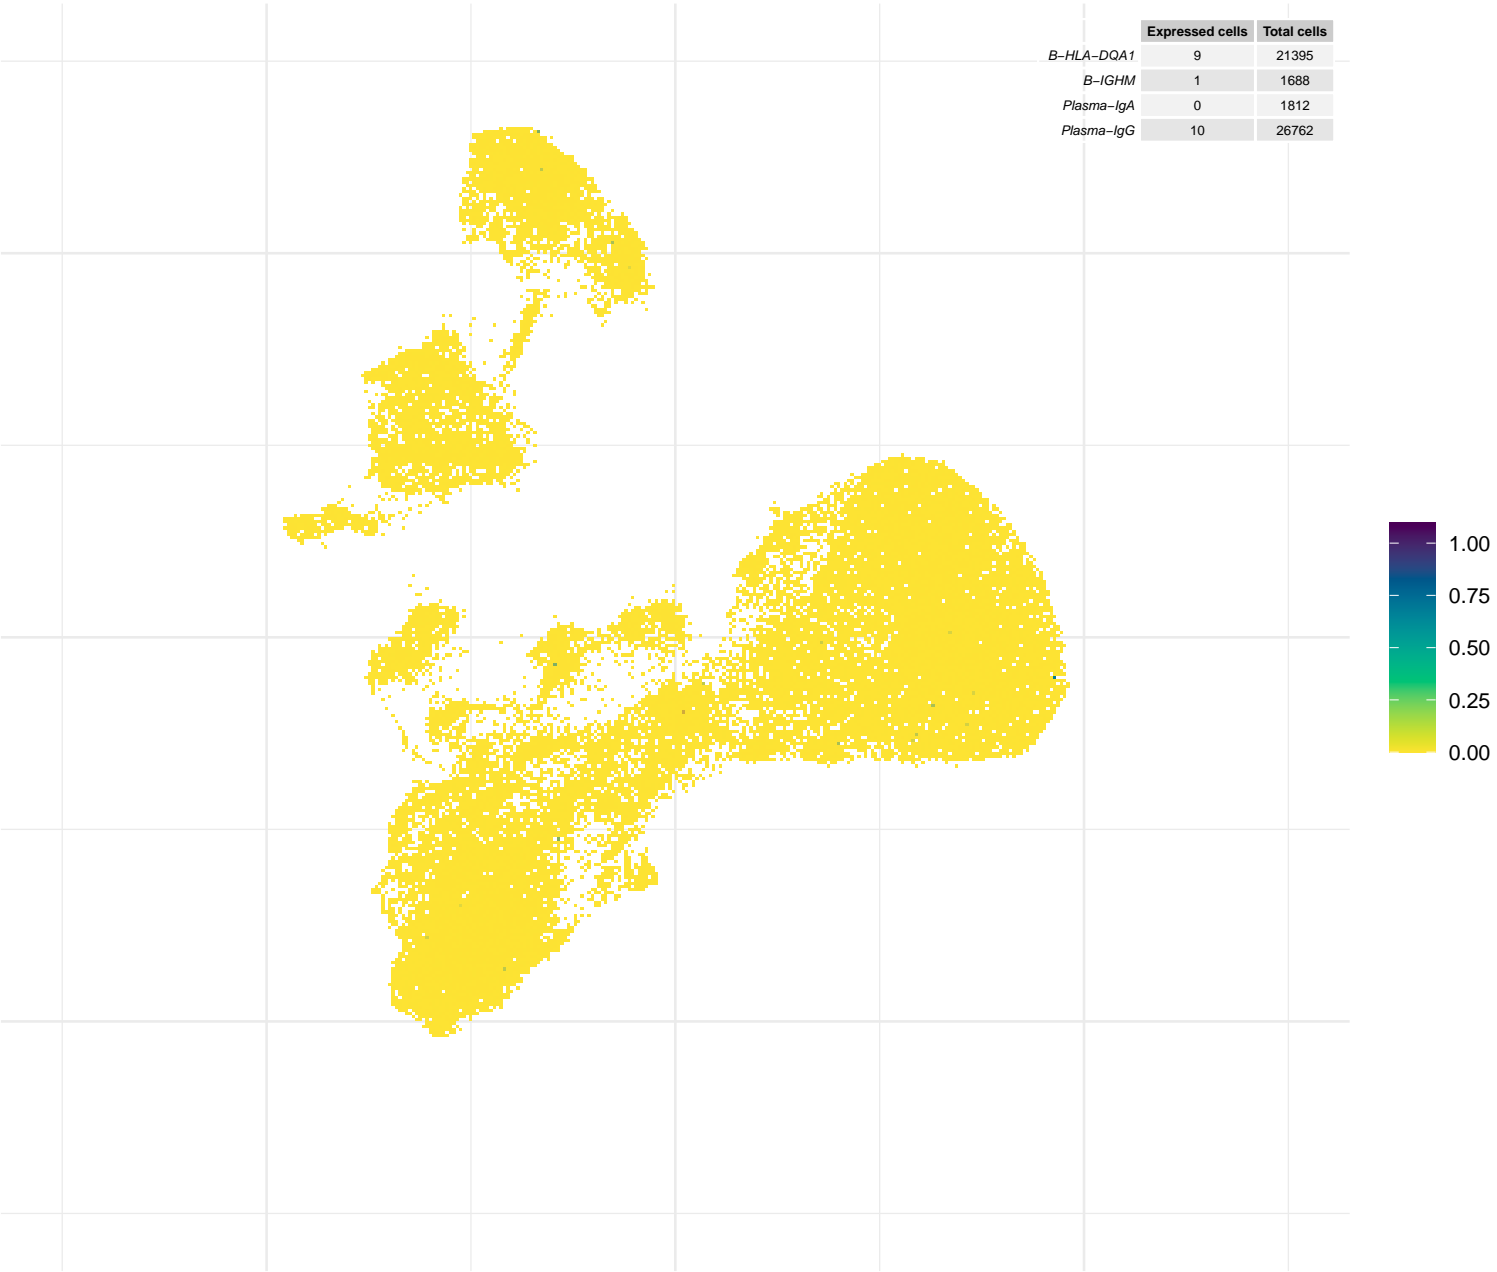 Expressed cells Total cells
B−HLA−DQA1 9 21395
B−IGHM 1 1688
Plasma−IgA 0 1812
Plasma−IgG 10 26762
1.00
0.75
0.50
0.25
0.00